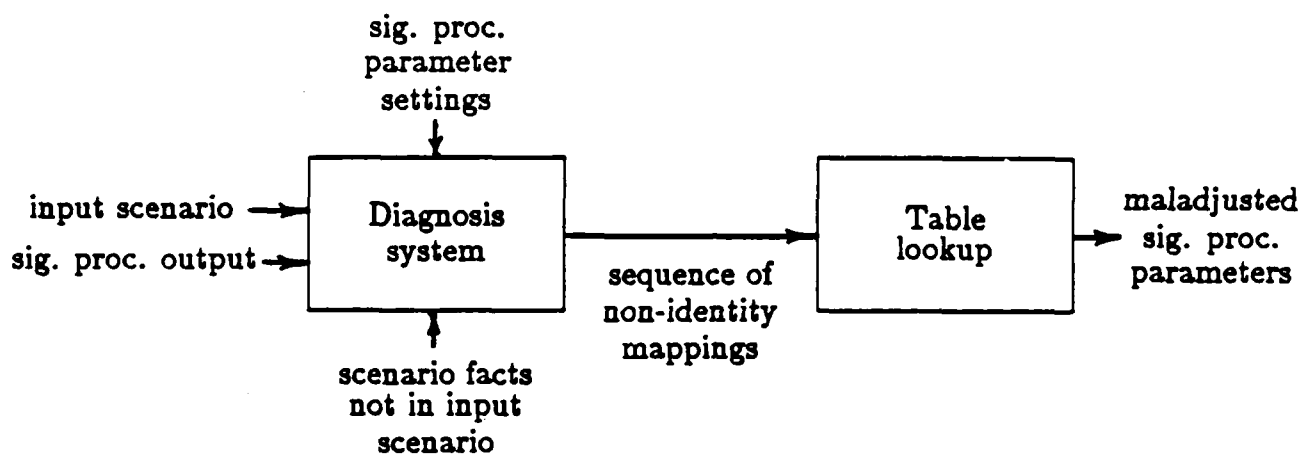 sig. proc.
parameter
settings
input scenario
sig. proc. output
Diagnosis
system
scenario facts
not in input
scenario
sequence of
non-identity
mappings
Table
lookup
maladjusted
sig. proc.
parameters